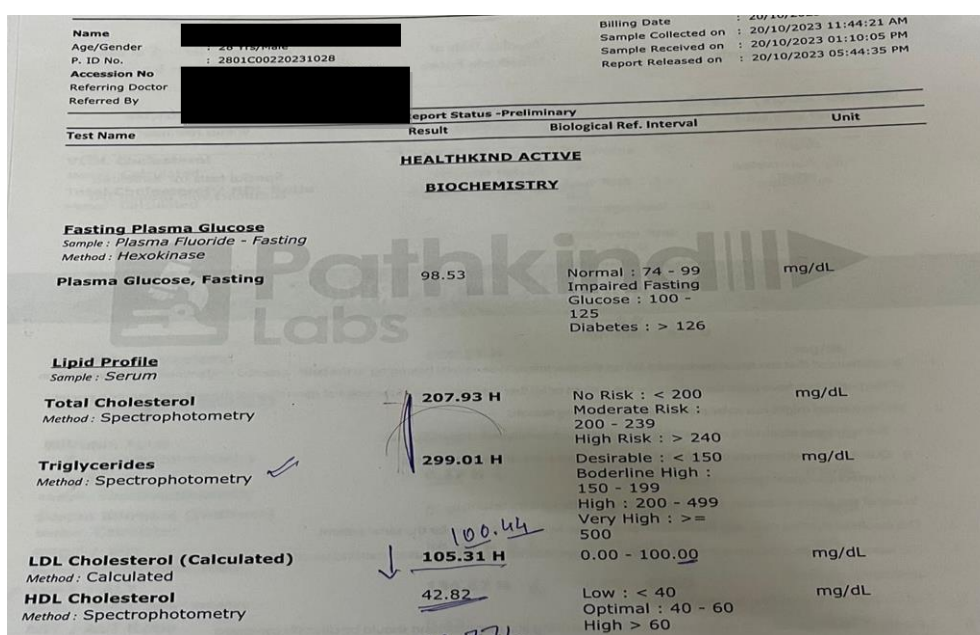 Name
Billing Date : 20/10/
Age/Gender : 28 Yrs/Male
Sample Collected on : 20/10/2023 11:44:21 AM
P. ID No. : 2801C00220231028
Sample Received on : 20/10/2023 01:10:05 PM
Accession No
Report Released on : 20/10/2023 05:44:35 PM
Referring Doctor
Referred By
eport Status -Preliminary
Test Name Result Biological Ref. Interval Unit
HEALTHKIND ACTIVE
BIOCHEMISTRY
Pathkind
Labs
Fasting Plasma Glucose
Sample : Plasma Fluoride - Fasting
Method : Hexokinase
Plasma Glucose, Fasting 98.53 Normal : 74 - 99 mg/dL
Impaired Fasting
Glucose : 100 -
125
Diabetes : > 126
Lipid Profile
Sample : Serum
Total Cholesterol 207.93 H No Risk : < 200 mg/dL
Method : Spectrophotometry Moderate Risk :
200 - 239
High Risk : > 240
Triglycerides 299.01 H Desirable : < 150 mg/dL
Method : Spectrophotometry Boderline High :
150 - 199
High : 200 - 499
Very High : >=
500
100.44
LDL Cholesterol (Calculated) 105.31 H 0.00 - 100.00 mg/dL
Method : Calculated
HDL Cholesterol 42.82 Low : < 40 mg/dL
Method : Spectrophotometry Optimal : 40 - 60
High > 60